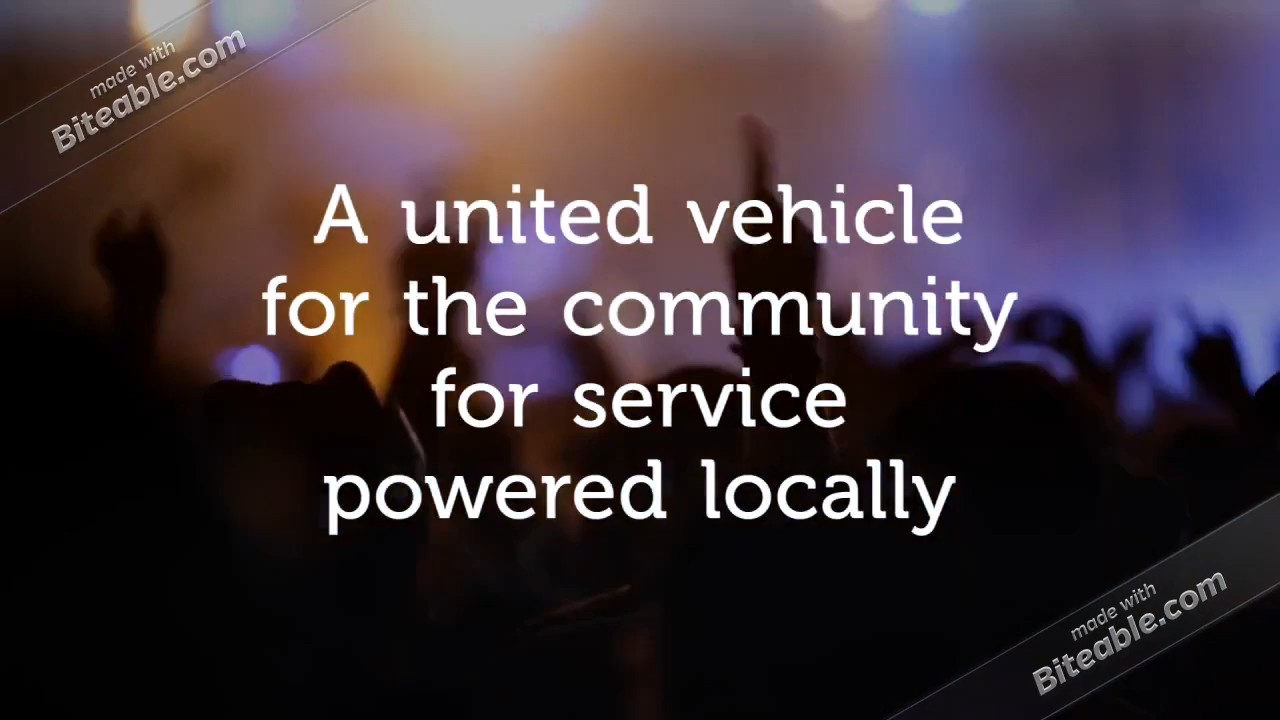 made with
Biteable.com
A united vehicle
for the community
for service
powered locally
made with
Biteable.com